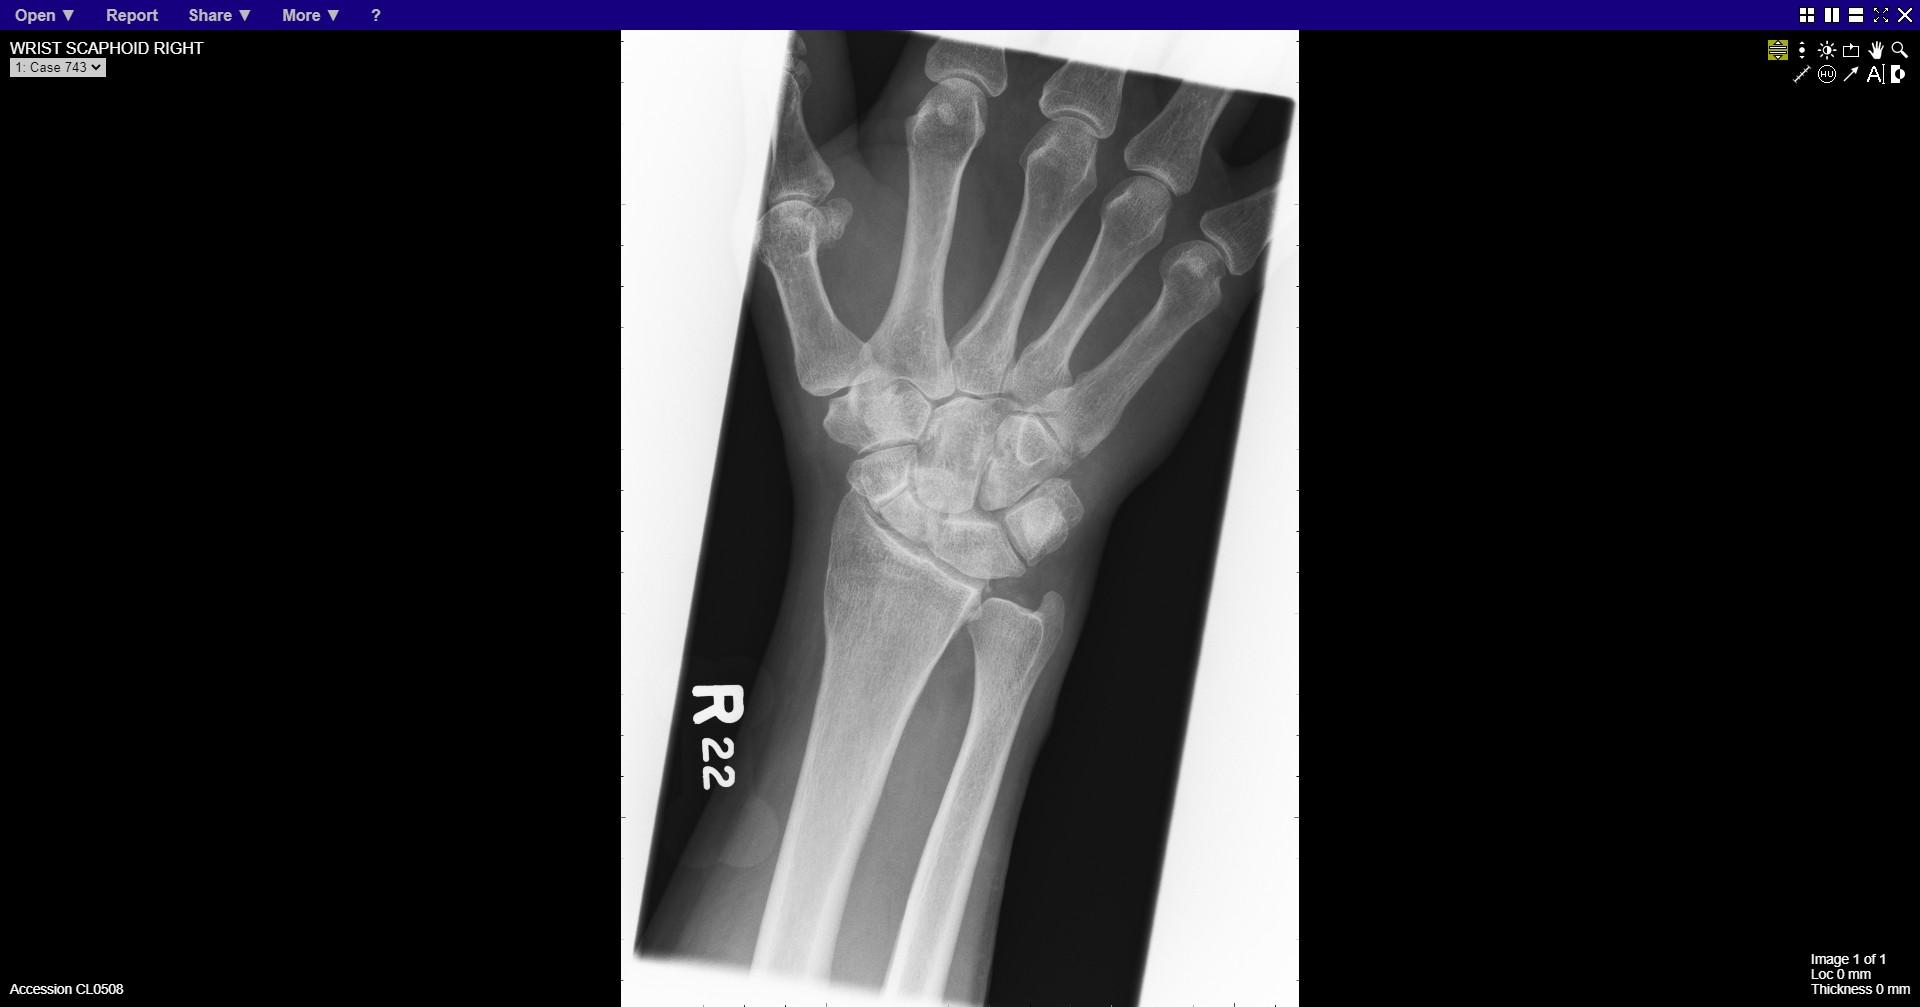 Open ▼ Report Share ▼ More ▼ ?
WRIST SCAPHOID RIGHT
1: Case 743
HU
A
R
22
Image 1 of 1
Loc 0 mm
Thickness 0 mm
Accession CL0508